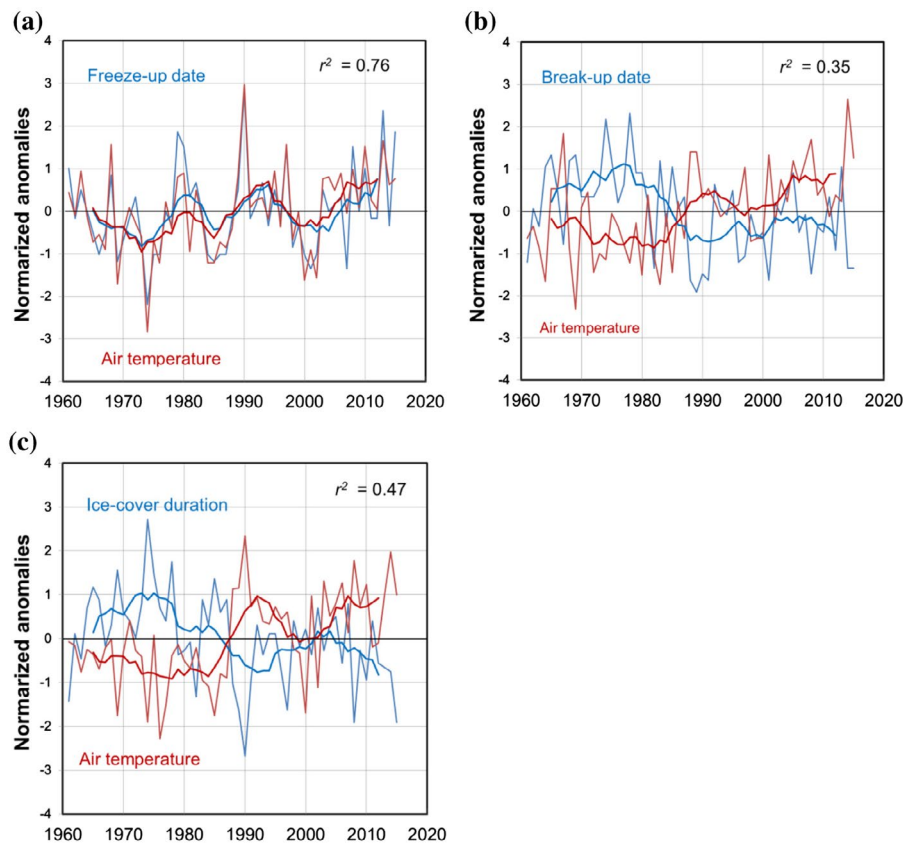 (a)
Normarized anomalies
4
3
2
1
0
-1
-2
-3
-4
Freeze-up date
r² = 0.76
Air temperature
1960 1970 1980 1990 2000 2010 2020
(b)
Normarized anomalies
4
3
2
1
0
-1
-2
-3
-4
Break-up date
r² = 0.35
Air temperature
1960 1970 1980 1990 2000 2010 2020
(c)
Normarized anomalies
4
3
2
1
0
-1
-2
-3
-4
Ice-cover duration
r² = 0.47
Air temperature
1960 1970 1980 1990 2000 2010 2020